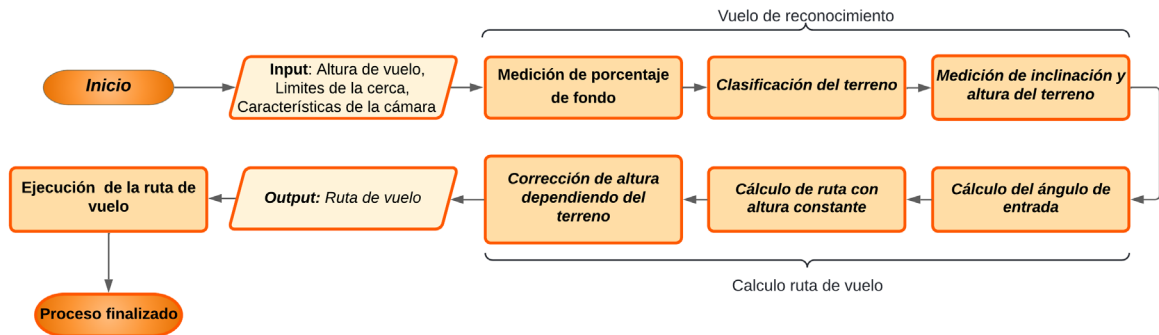 Vuelo de reconocimiento
Inicio
Input: Altura de vuelo,
Limites de la cerca,
Características de la cámara
Medición de porcentaje
de fondo
Clasificación del terreno
Medición de inclinación y
altura del terreno
Ejecución de la ruta de
vuelo
Output: Ruta de vuelo
Corrección de altura
dependiendo del
terreno
Cálculo de ruta con
altura constante
Cálculo del ángulo de
entrada
Calculo ruta de vuelo
Proceso finalizado